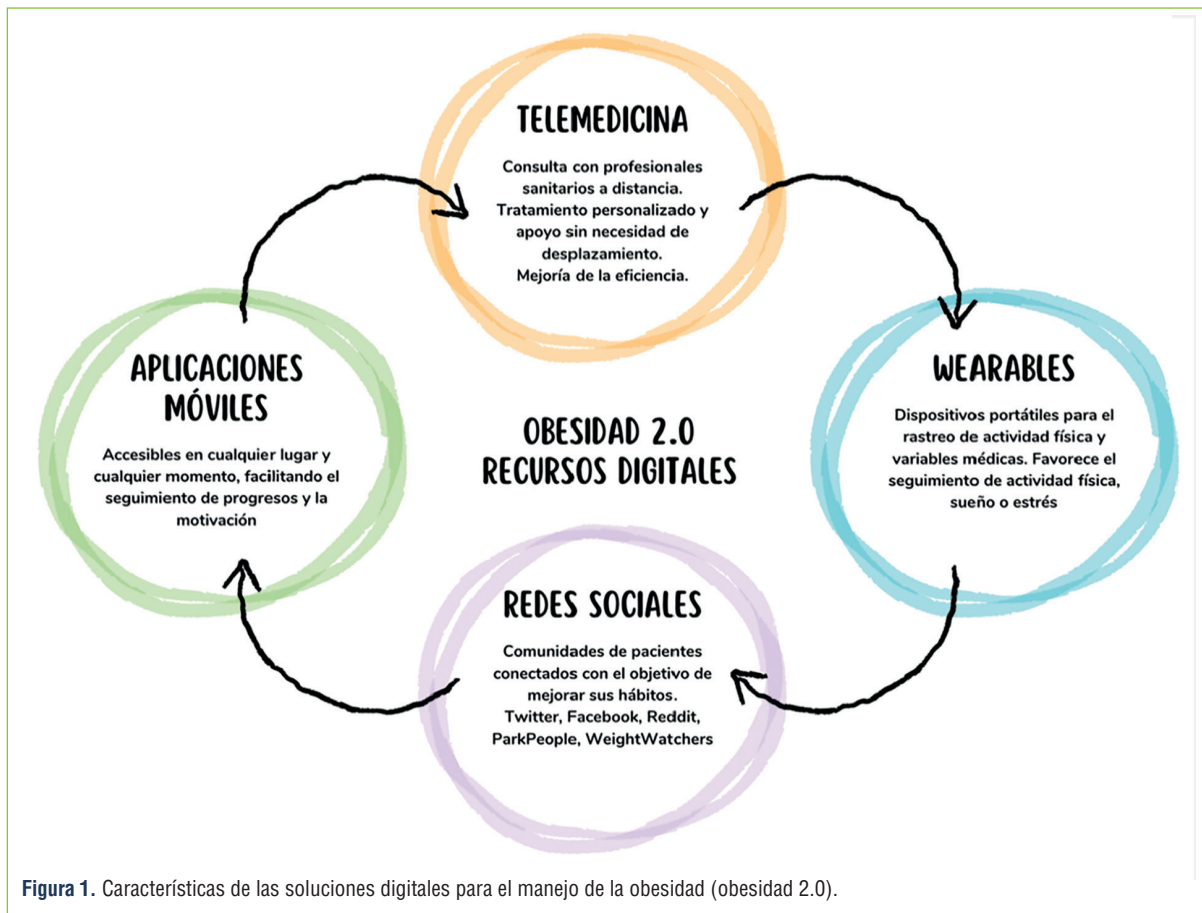 TELEMEDICINA
Consulta con profesionales
sanitarios a distancia.
Tratamiento personalizado y
apoyo sin necesidad de
desplazamiento.
Mejoría de la eficiencia.
APLICACIONES
MÓVILES
Accesibles en cualquier lugar y
cualquier momento, facilitando el
seguimiento de progresos y la
motivación
OBESIDAD 2.0
RECURSOS DIGITALES
WEARABLES
Dispositivos portátiles para el
rastreo de actividad física y
variables médicas. Favorece el
seguimiento de actividad física,
sueño o estrés
REDES SOCIALES
Comunidades de pacientes
conectados con el objetivo de
mejorar sus hábitos.
Twitter, Facebook, Reddit,
ParkPeople, WeightWatchers
Figura 1. Características de las soluciones digitales para el manejo de la obesidad (obesidad 2.0).